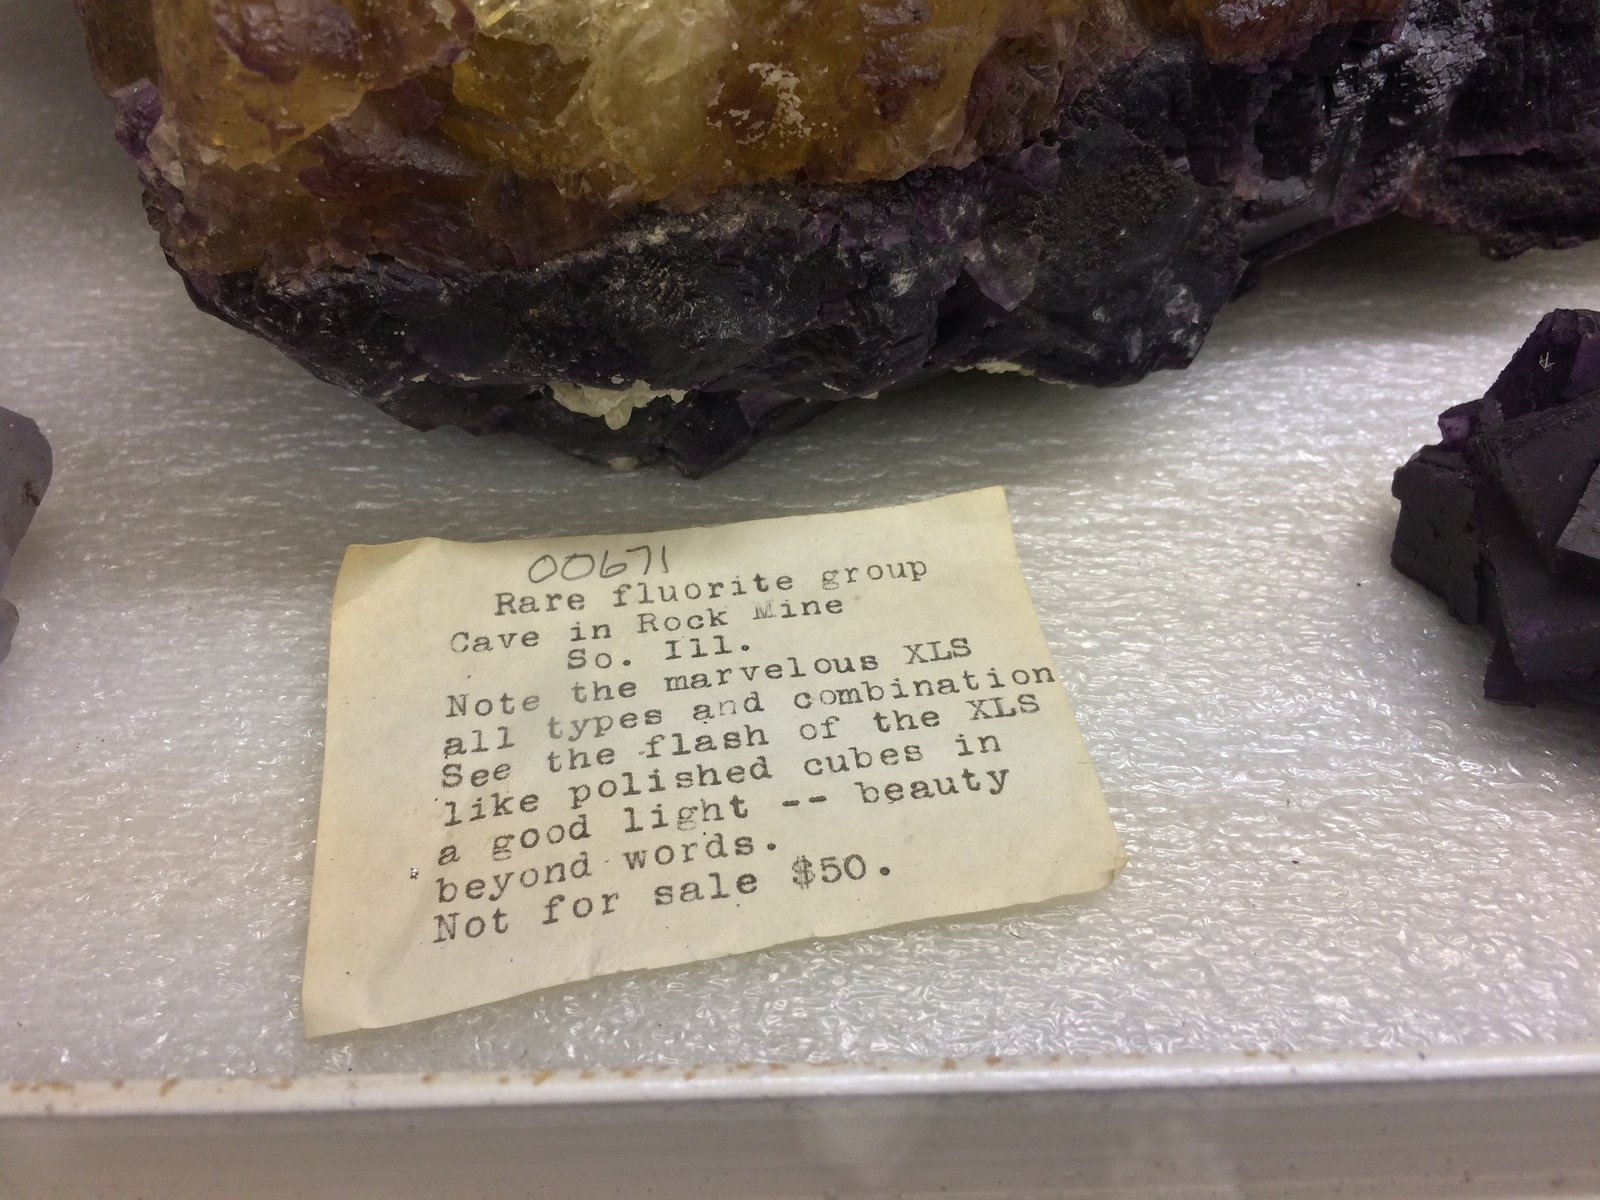 00671
Rare fluorite group
Cave in Rock Mine
So. Ill.
Note the marvelous XLS
all types and combination
See the flash of the XLS
like polished cubes in
a good light -- beauty
beyond words.
Not for sale $50.